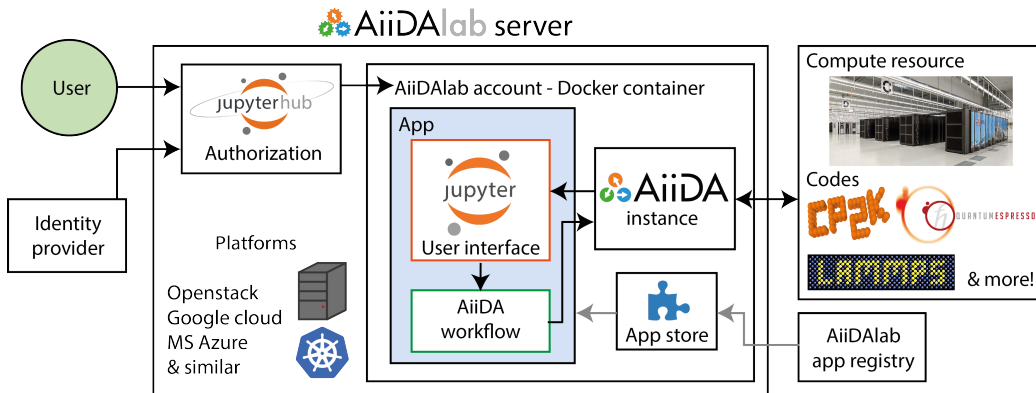 AiiDAlab server
User
jupyterhub
Authorization
Identity
provider
Platforms
Openstack
Google cloud
MS Azure
& similar
AiiDAlab account - Docker container
App
jupyter
User interface
AiiDA
workflow
AiiDA
instance
App store
Compute resource
Codes
CP2K
QUANTUMESPRESSO
LAMMPS
& more!
AiiDAlab
app registry